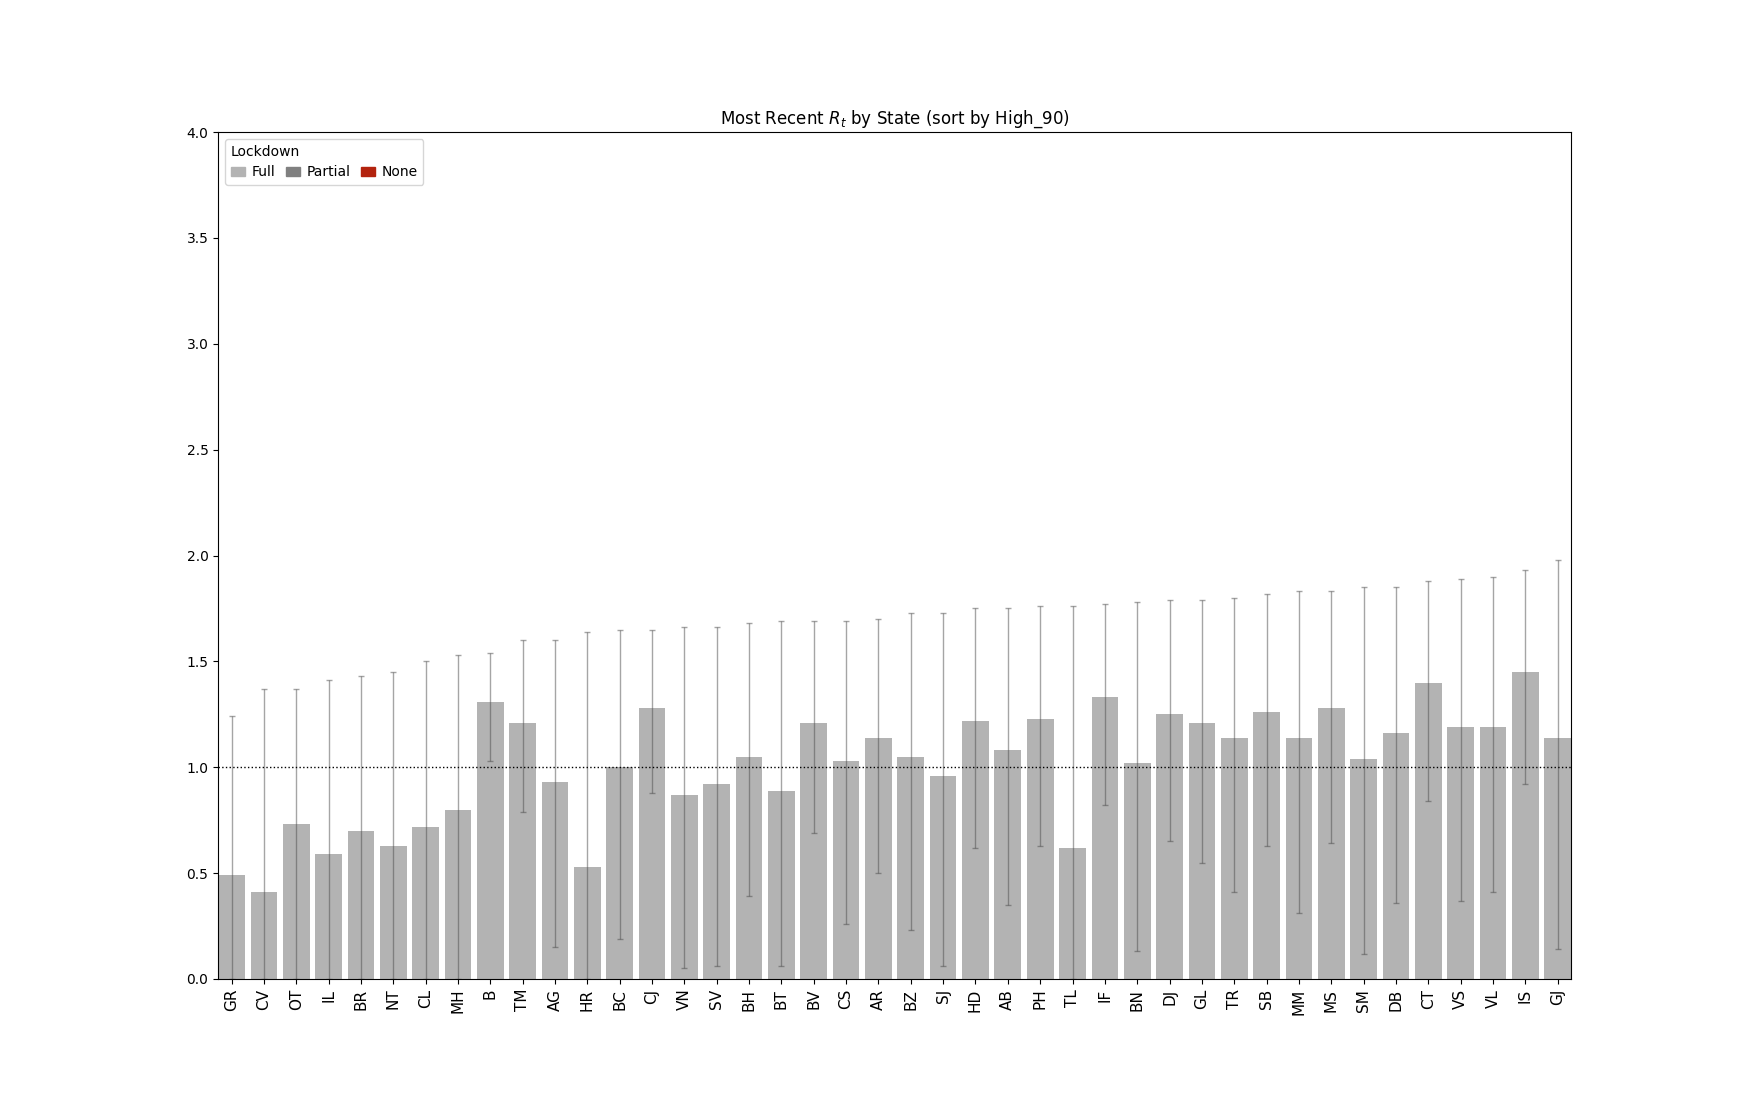 Most Recent R_t by State (sort by High_90)
Lockdown
Full Partial None
4.0
3.5
3.0
2.5
2.0
1.5
1.0
0.5
0.0
GR CV OT IL BR NT CL MH B TM AG HR BC CJ VN SV BH BT BV CS AR BZ SJ HD AB PH TL IF BN DJ GL TR SB MM MS SM DB CT VS VL IS GJ